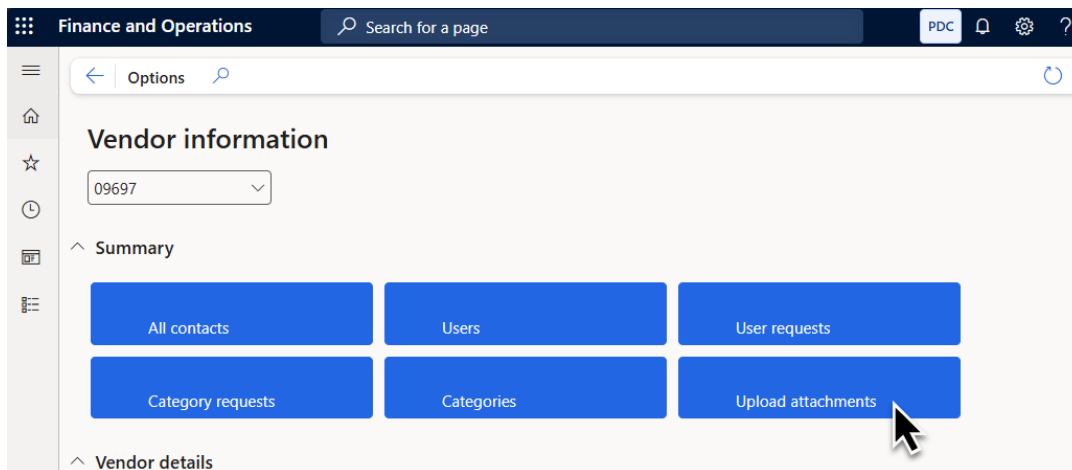 Finance and Operations Search for a page PDC ?
Options
Vendor information
09697
Summary
All contacts Users User requests
Category requests Categories Upload attachments
Vendor details